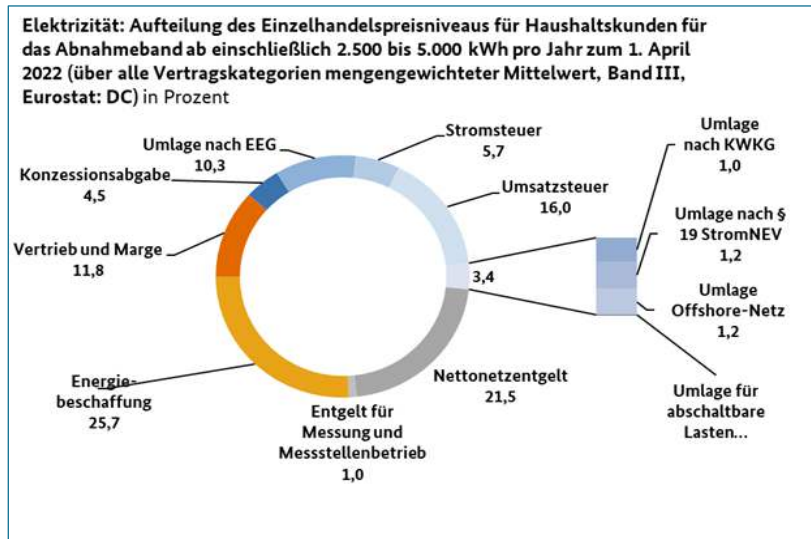 Elektrizität: Aufteilung des Einzelhandelspreisniveaus für Haushaltskunden für
das Abnahmeband ab einschließlich 2.500 bis 5.000 kWh pro Jahr zum 1. April
2022 (über alle Vertragskategorien mengengewichteter Mittelwert, Band III,
Eurostat: DC) in Prozent
Umlage nach EEG
10,3
Stromsteuer
5,7
Umlage
nach KWKG
1,0
Konzessionsabgabe
4,5
Umsatzsteuer
16,0
Umlage nach §
19 StromNEV
1,2
Vertrieb und Marge
11,8
3,4
Umlage
Offshore-Netz
1,2
Energie-
beschaffung
25,7
Entgelt für
Messung und
Messstellenbetrieb
1,0
Nettonetzentgelt
21,5
Umlage für
abschaltbare
Lasten...